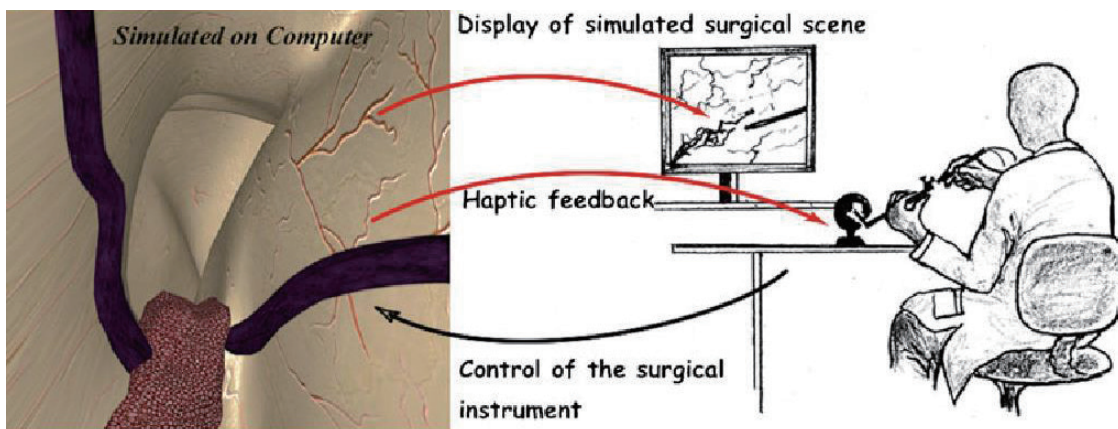 Simulated on Computer
Display of simulated surgical scene
Haptic feedback
Control of the surgical
instrument